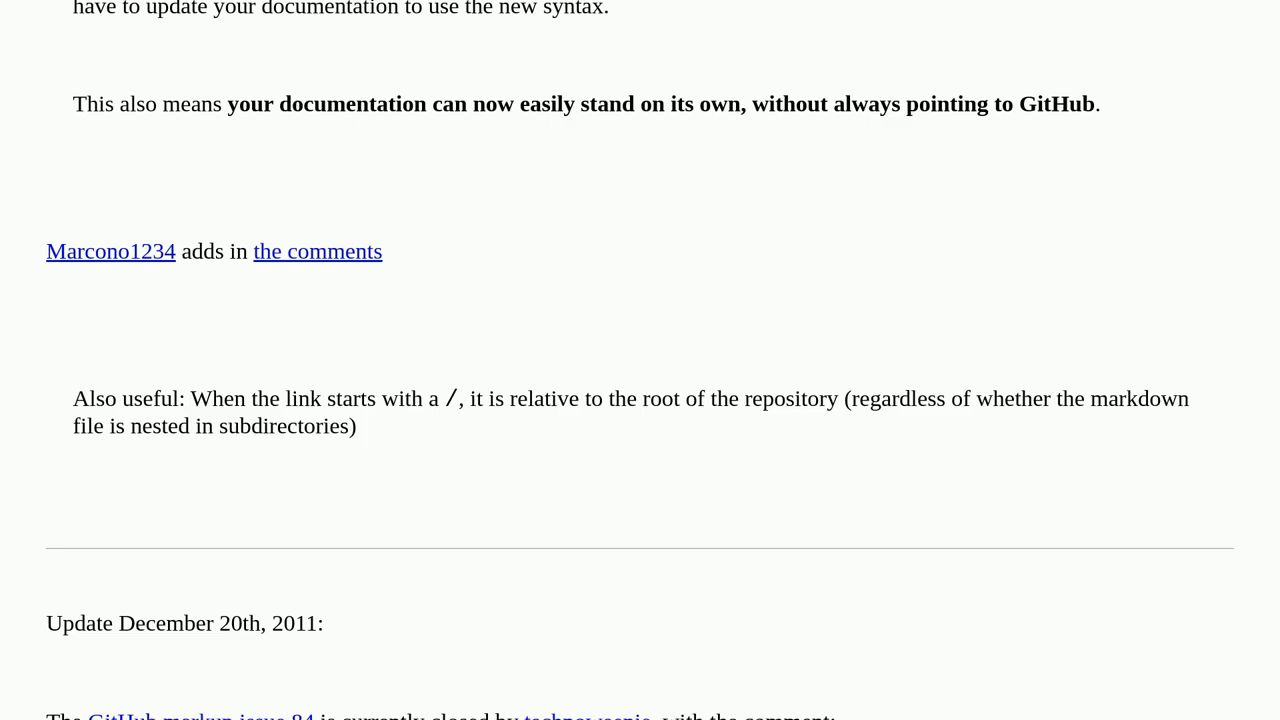 have to update your documentation to use the new syntax.
This also means your documentation can now easily stand on its own, without always pointing to GitHub.
Marcono1234 adds in the comments
Also useful: When the link starts with a /, it is relative to the root of the repository (regardless of whether the markdown
file is nested in subdirectories)
Update December 20th, 2011:
The GitHub markup issue 84 is currently closed by technoweenie, with the comment: